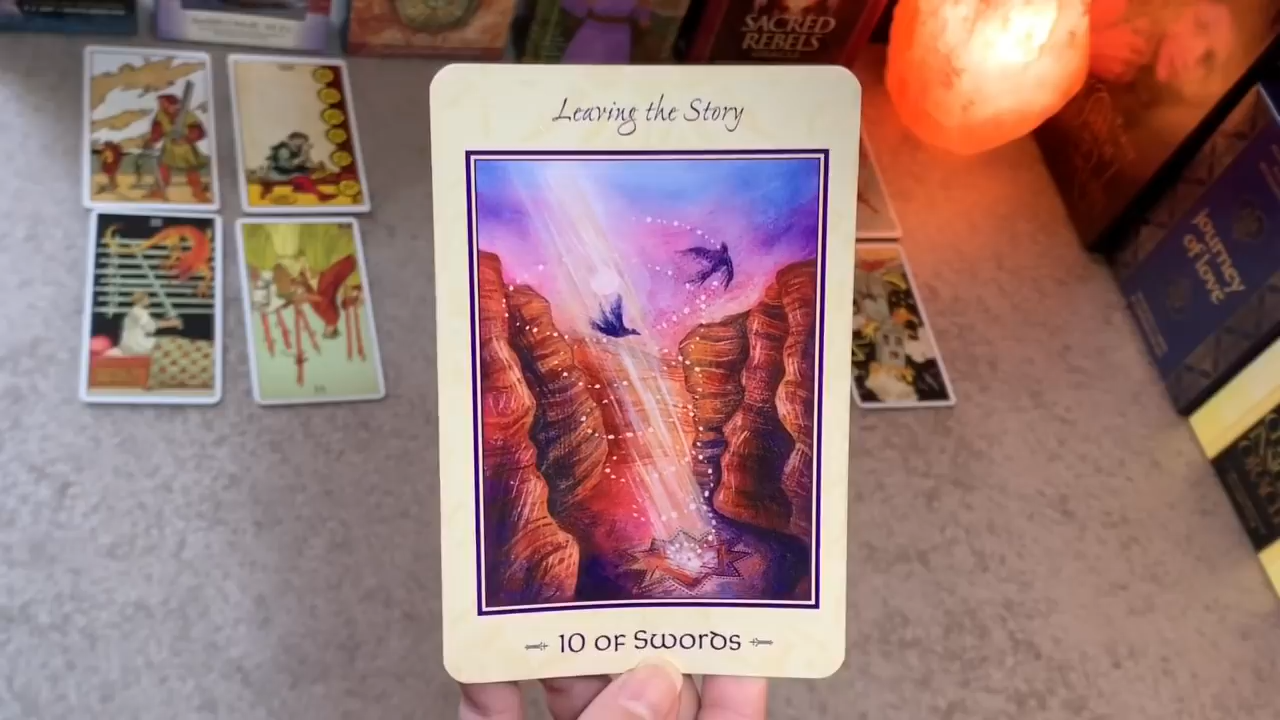 SACRED
REBELS
Leaving the Story
Journey
of love
10 of Swords